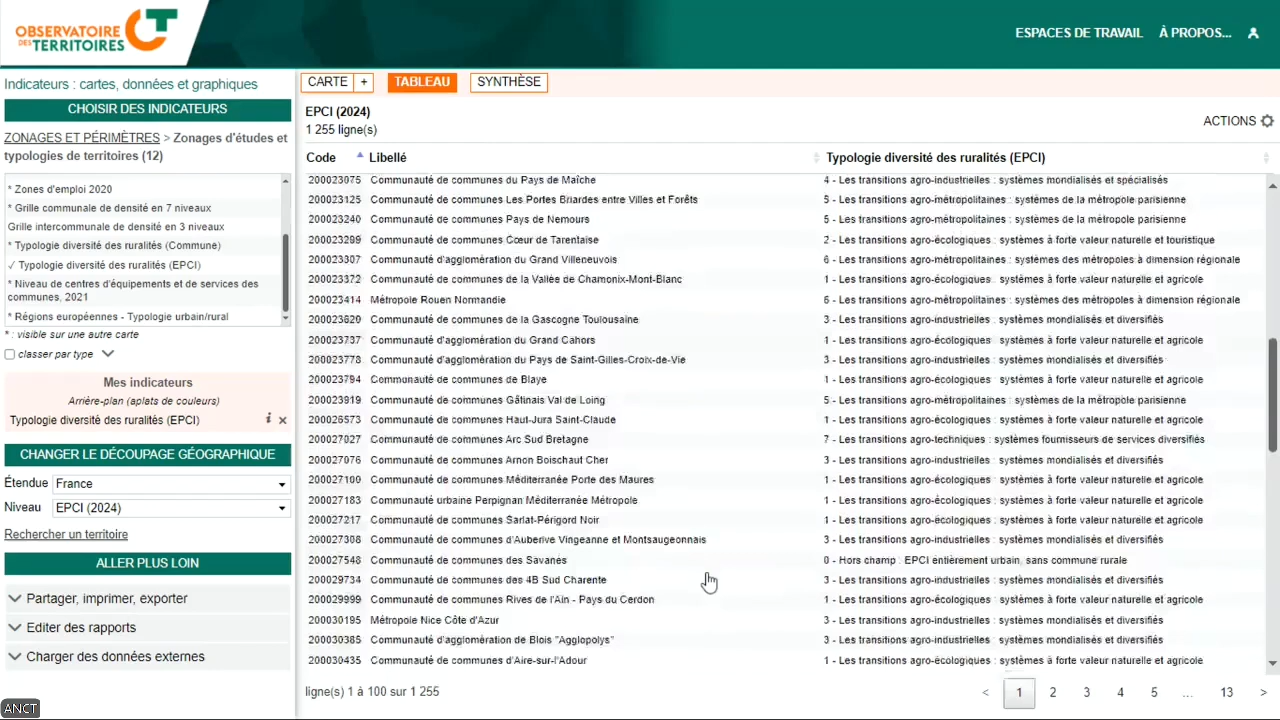 OBSERVATOIRE
DES TERRITOIRES
ESPACES DE TRAVAIL
À PROPOS...
Indicateurs : cartes, données et graphiques
CHOISIR DES INDICATEURS
ZONAGES ET PÉRIMÈTRES > Zonages d'études et
typologies de territoires (12)
* Zones d'emploi 2020
* Grille communale de densité en 7 niveaux
Grille intercommunale de densité en 3 niveaux
* Typologie diversité des ruralités (Commune)
✓ Typologie diversité des ruralités (EPCI)
* Niveau de centres d'équipements et de services des
communes, 2021
* Régions européennes - Typologie urbain/rural
* : visible sur une autre carte
classer par type
Mes indicateurs
Arrière-plan (aplats de couleurs)
Typologie diversité des ruralités (EPCI)
CHANGER LE DÉCOUPAGE GÉOGRAPHIQUE
Étendue France
Niveau EPCI (2024)
Rechercher un territoire
ALLER PLUS LOIN
Partager, imprimer, exporter
Editer des rapports
Charger des données externes
ANCT
CARTE + TABLEAU SYNTHÈSE
EPCI (2024)
1 255 ligne(s)
ACTIONS
Code Libellé Typologie diversité des ruralités (EPCI)
200023075 Communauté de communes du Pays de Maîche 4 - Les transitions agro-industrielles : systèmes mondialisés et spécialisés
200023125 Communauté de communes Les Portes Briardes entre Villes et Forêts 5 - Les transitions agro-métropolitaines : systèmes de la métropole parisienne
200023240 Communauté de communes Pays de Nemours 5 - Les transitions agro-métropolitaines : systèmes de la métropole parisienne
200023299 Communauté de communes Cœur de Tarentaise 2 - Les transitions agro-écologiques : systèmes à forte valeur naturelle et touristique
200023307 Communauté d'agglomération du Grand Villeneuvois 6 - Les transitions agro-métropolitaines : systèmes des métropoles à dimension régionale
200023372 Communauté de communes de la Vallée de Chamonix-Mont-Blanc 1 - Les transitions agro-écologiques : systèmes à forte valeur naturelle et agricole
200023414 Métropole Rouen Normandie 6 - Les transitions agro-métropolitaines : systèmes des métropoles à dimension régionale
200023620 Communauté de communes de la Gascogne Toulousaine 3 - Les transitions agro-industrielles : systèmes mondialisés et diversifiés
200023737 Communauté d'agglomération du Grand Cahors 1 - Les transitions agro-écologiques : systèmes à forte valeur naturelle et agricole
200023778 Communauté d'agglomération du Pays de Saint-Gilles-Croix-de-Vie 3 - Les transitions agro-industrielles : systèmes mondialisés et diversifiés
200023794 Communauté de communes de Blaye 1 - Les transitions agro-écologiques : systèmes à forte valeur naturelle et agricole
200023919 Communauté de communes Gâtinais Val de Loing 5 - Les transitions agro-métropolitaines : systèmes de la métropole parisienne
200026573 Communauté de communes Haut-Jura Saint-Claude 1 - Les transitions agro-écologiques : systèmes à forte valeur naturelle et agricole
200027027 Communauté de communes Arc Sud Bretagne 7 - Les transitions agro-techniques : systèmes fournisseurs de services diversifiés
200027076 Communauté de communes Arnon Boischaut Cher 3 - Les transitions agro-industrielles : systèmes mondialisés et diversifiés
200027100 Communauté de communes Méditerranée Porte des Maures 1 - Les transitions agro-écologiques : systèmes à forte valeur naturelle et agricole
200027183 Communauté urbaine Perpignan Méditerranée Métropole 1 - Les transitions agro-écologiques : systèmes à forte valeur naturelle et agricole
200027217 Communauté de communes Sarlat-Périgord Noir 1 - Les transitions agro-écologiques : systèmes à forte valeur naturelle et agricole
200027308 Communauté de communes d'Auberive Vingeanne et Montsaugeonnais 3 - Les transitions agro-industrielles : systèmes mondialisés et diversifiés
200027548 Communauté de communes des Savanes 0 - Hors champ : EPCI entièrement urbain, sans commune rurale
200029734 Communauté de communes des 4B Sud Charente 3 - Les transitions agro-industrielles : systèmes mondialisés et diversifiés
200029999 Communauté de communes Rives de l'Ain - Pays du Cerdon 1 - Les transitions agro-écologiques : systèmes à forte valeur naturelle et agricole
200030195 Métropole Nice Côte d'Azur 3 - Les transitions agro-industrielles : systèmes mondialisés et diversifiés
200030385 Communauté d'agglomération de Blois "Agglopolys" 3 - Les transitions agro-industrielles : systèmes mondialisés et diversifiés
200030435 Communauté de communes d'Aire-sur-l'Adour 1 - Les transitions agro-écologiques : systèmes à forte valeur naturelle et agricole
ligne(s) 1 à 100 sur 1 255
< 1 2 3 4 5 ... 13 >